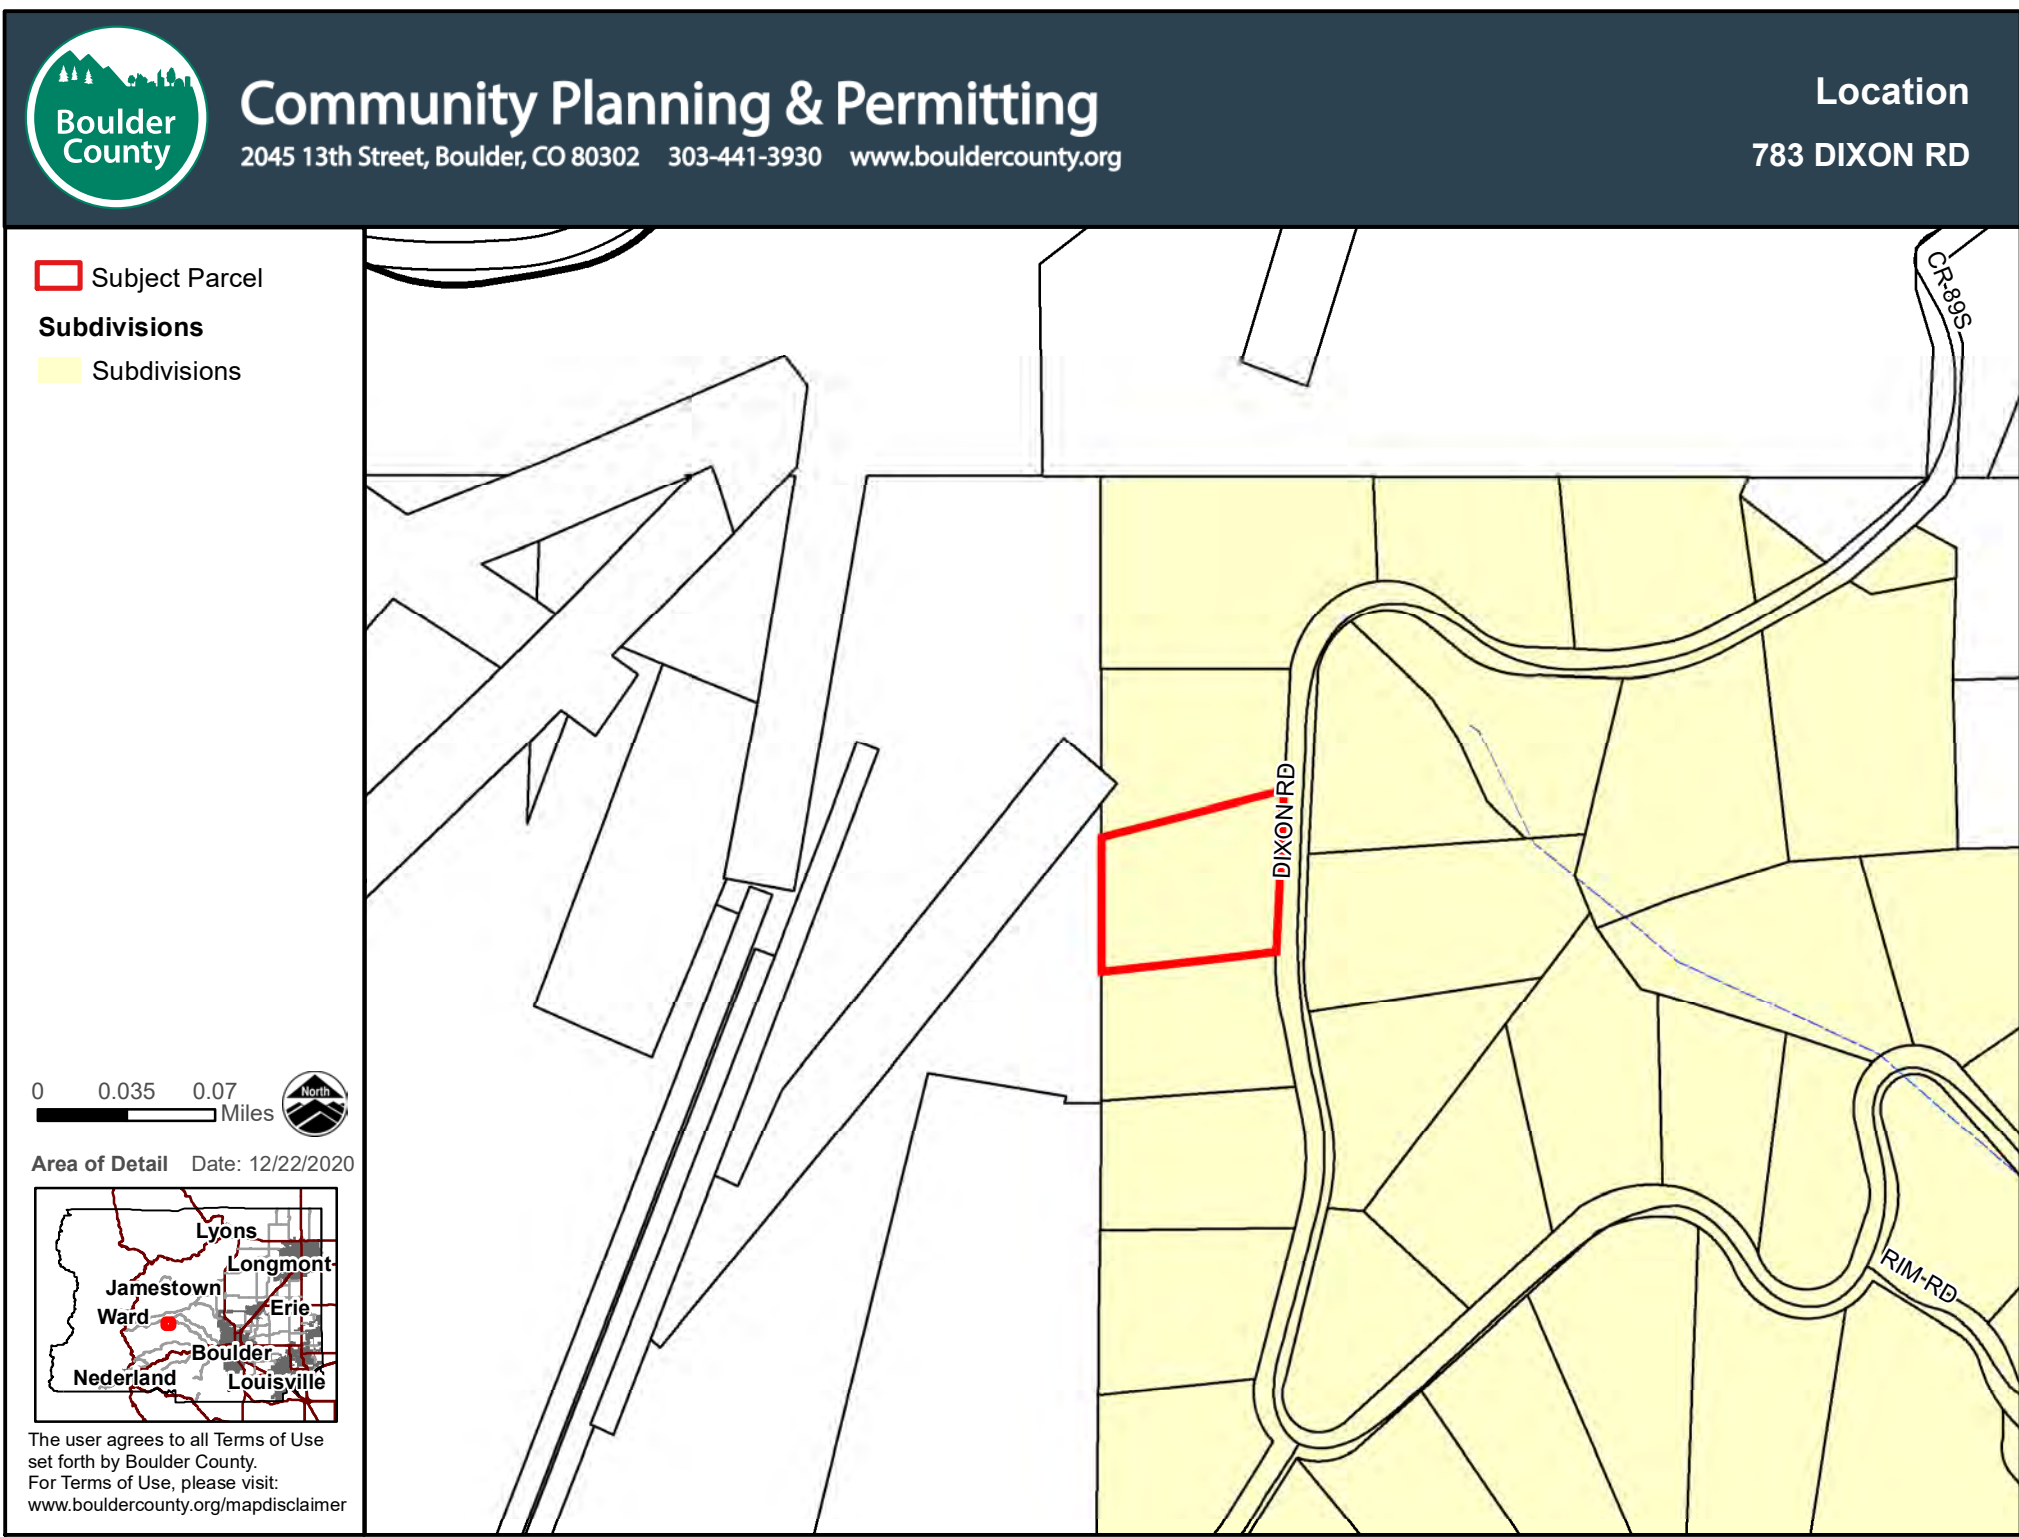 Boulder
County
Community Planning & Permitting
2045 13th Street, Boulder, CO 80302 303-441-3930 www.bouldercounty.org
Location
783 DIXON RD
Subject Parcel
Subdivisions
Subdivisions
CR-89S
DIXON RD
RIM-RD
0 0.035 0.07
Miles
North
Area of Detail Date: 12/22/2020
Lyons
Longmont
Jamestown
Ward
Erie
Boulder
Nederland
Louisville
The user agrees to all Terms of Use
set forth by Boulder County.
For Terms of Use, please visit:
www.bouldercounty.org/mapdisclaimer